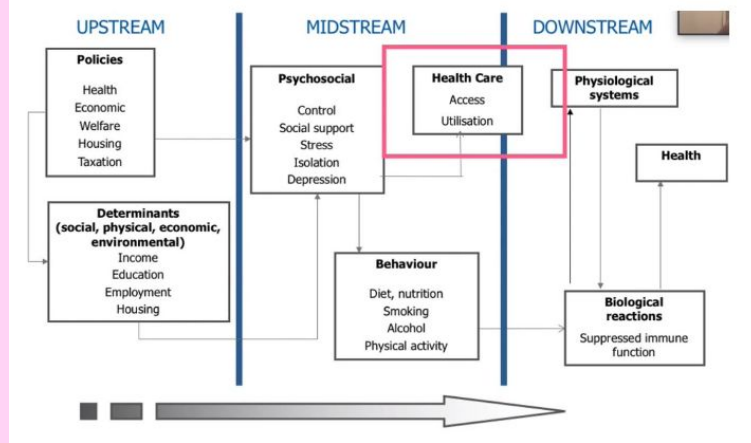 UPSTREAM
MIDSTREAM
DOWNSTREAM
Policies
Health
Economic
Welfare
Housing
Taxation
Determinants
(social, physical, economic,
environmental)
Income
Education
Employment
Housing
Psychosocial
Control
Social support
Stress
Isolation
Depression
Health Care
Access
Utilisation
Behaviour
Diet, nutrition
Smoking
Alcohol
Physical activity
Physiological
systems
Health
Biological
reactions
Suppressed immune
function